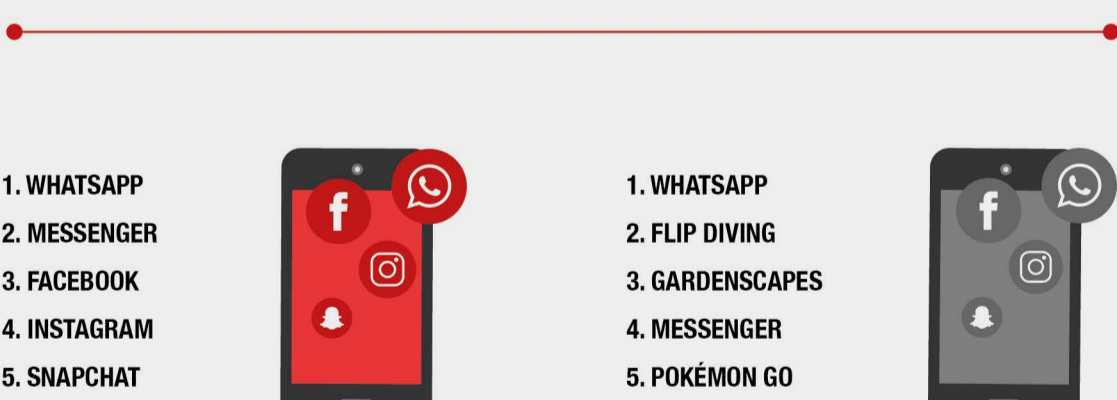 1. WHATSAPP
2. MESSENGER
3. FACEBOOK
4. INSTAGRAM
5. SNAPCHAT
1. WHATSAPP
2. FLIP DIVING
3. GARDENSCAPES
4. MESSENGER
5. POKÉMON GO